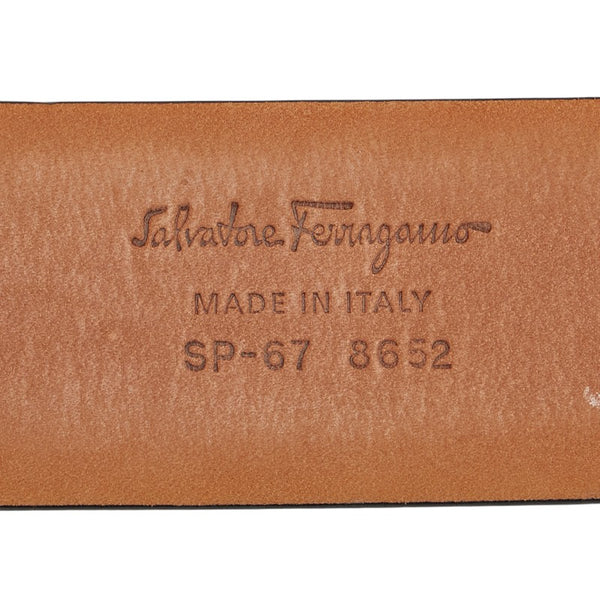 Salvatore Ferragamo
MADE IN ITALY
SP-67 8652